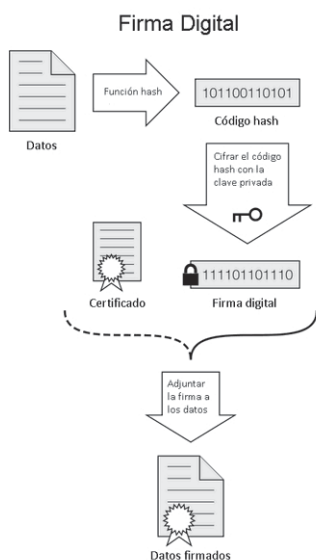 Firma Digital
Función hash
101100110101
Código hash
Datos
Cifrar el código
hash con la
clave privada
111101101110
Certificado
Firma digital
Adjuntar
la firma a
los datos
Datos firmados